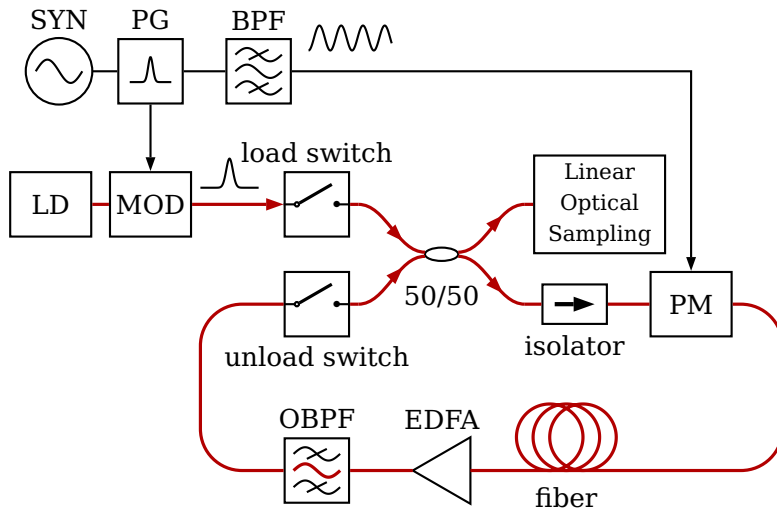 SYN
PG
BPF
load switch
LD
MOD
Linear
Optical
Sampling
50/50
unload switch
isolator
PM
OBPF
EDFA
fiber